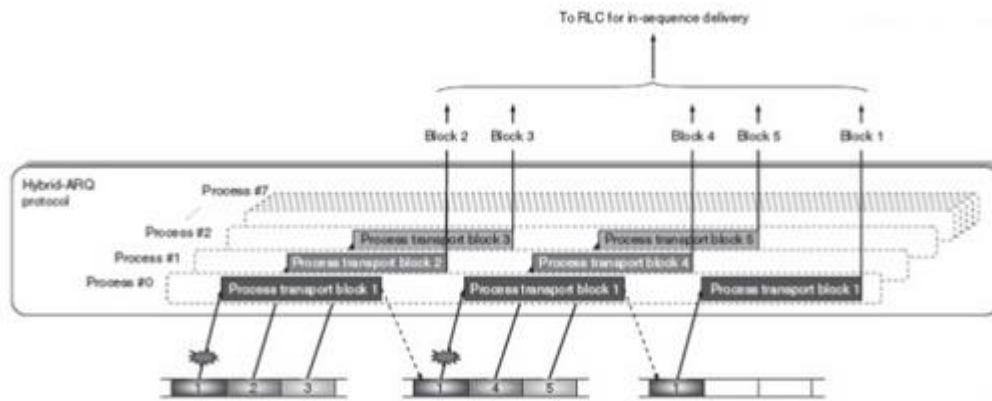 To RLC for in-sequence delivery
Block 2
Block 3
Block 4
Block 5
Block 1
Hybrid-ARQ
protocol
Process #7
Process #2
Process #1
Process #0
Process transport block 3
Process transport block 5
Process transport block 2
Process transport block 4
Process transport block 1
Process transport block 1
Process transport block 1
1 2 3
1 4 5
1